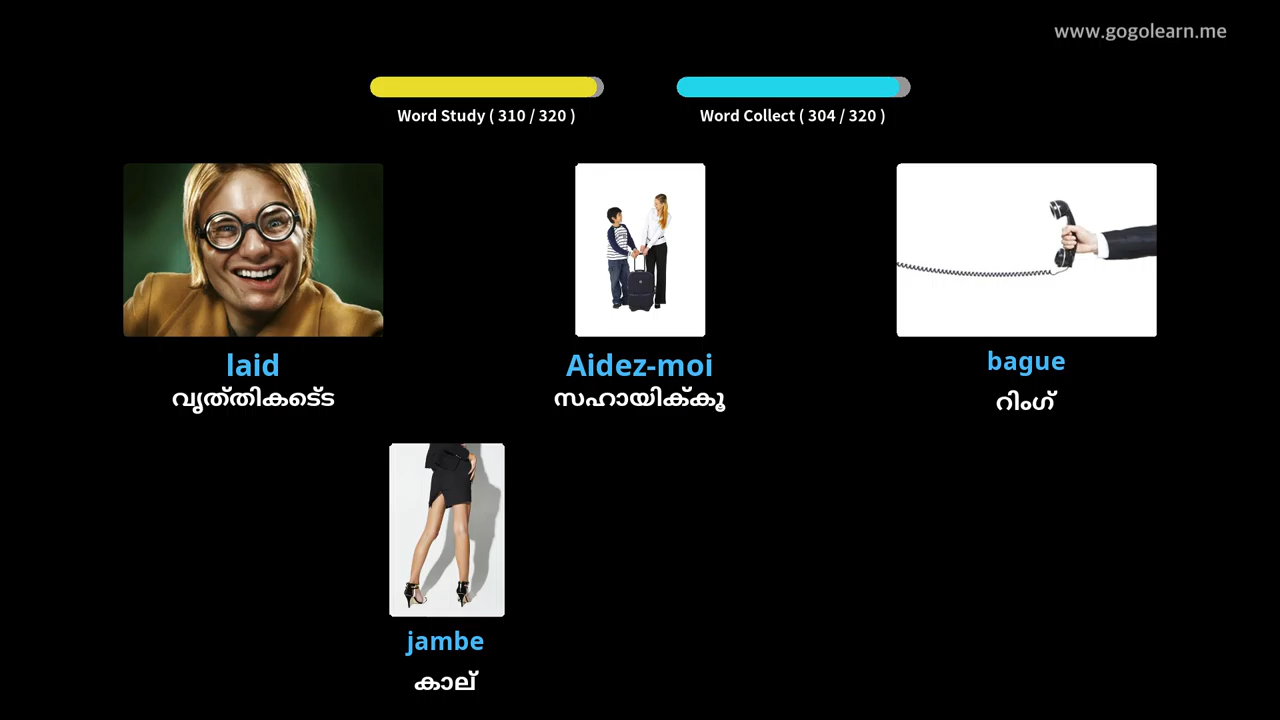 www.gogolearn.me
Word Study ( 310 / 320 )
Word Collect ( 304 / 320 )
laid
വൃത്തികെട്ട
Aidez-moi
സഹായിക്കൂ
bague
റിംഗ്
jambe
കാല്